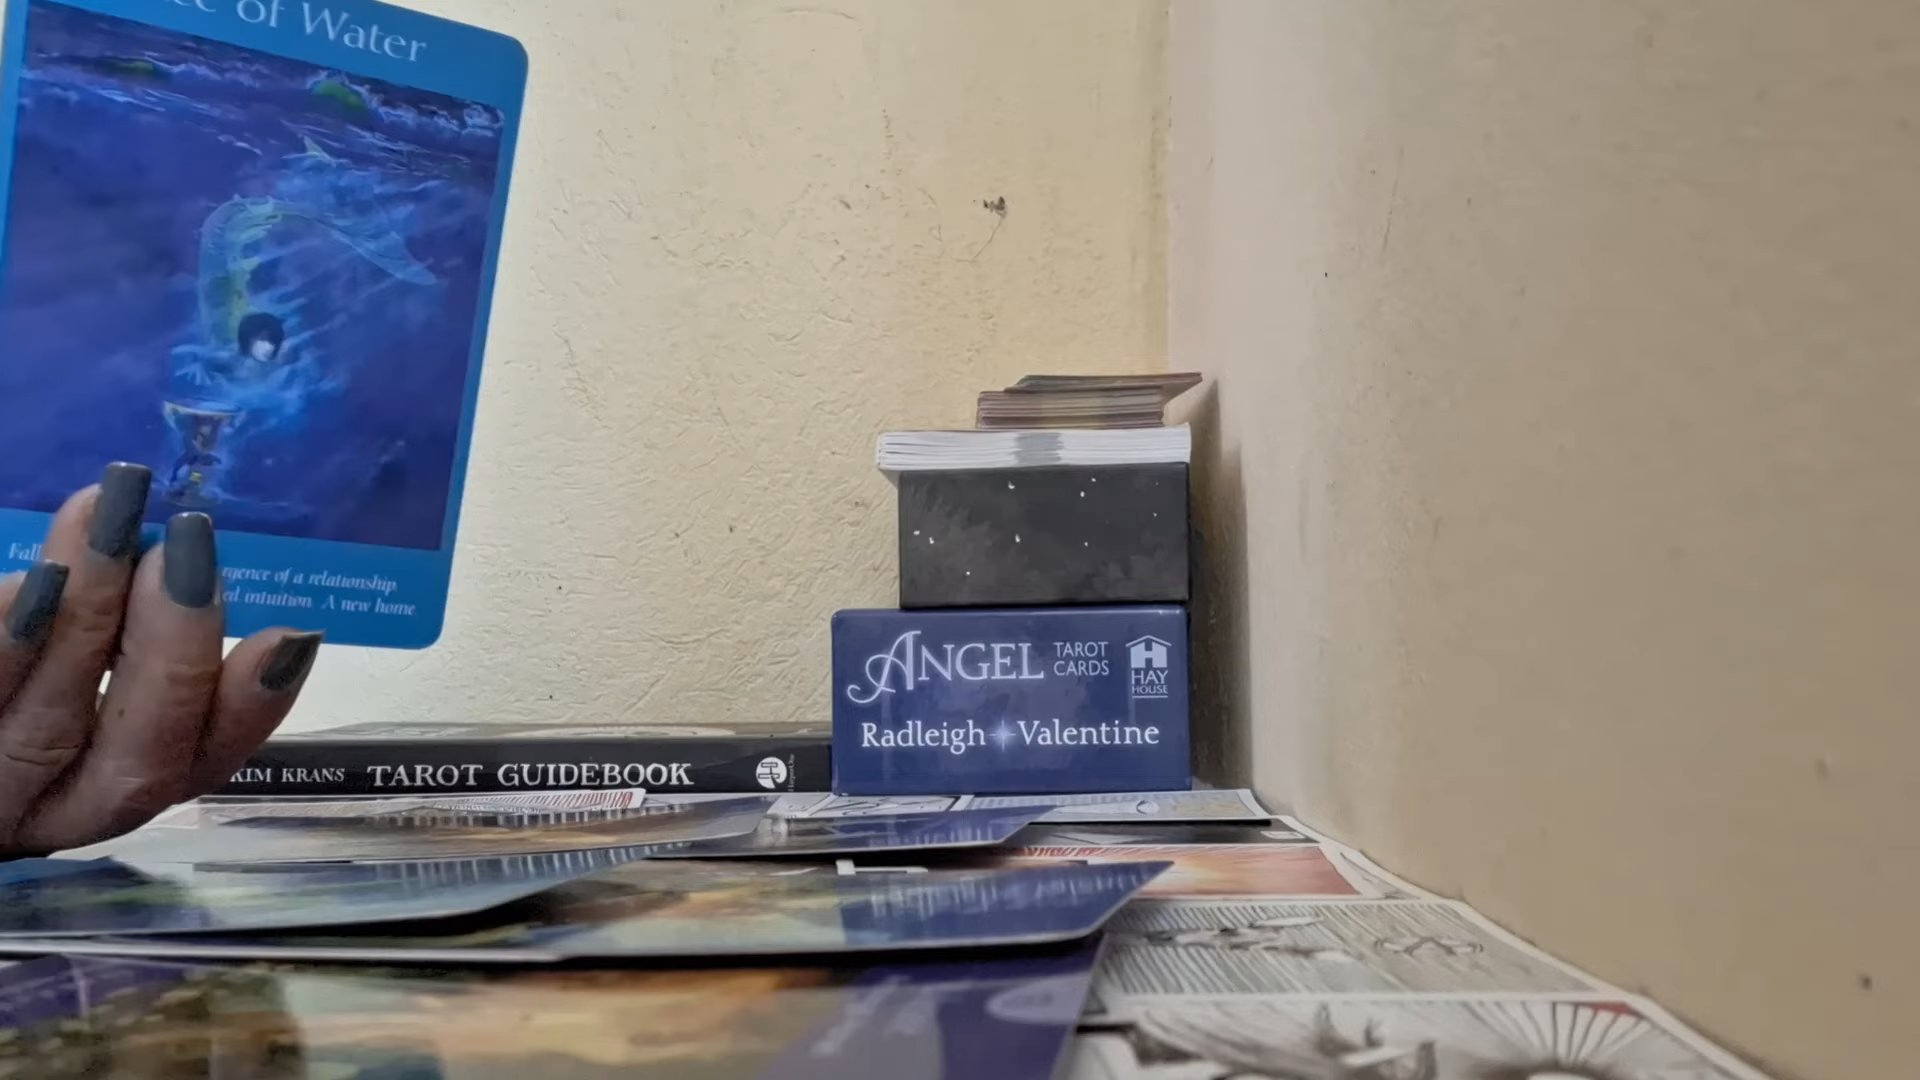 of Water
rgence of a relationship.
ed intuition. A new home.
ANGEL TAROT CARDS
HAY HOUSE
Radleigh Valentine
KIM KRANS TAROT GUIDEBOOK